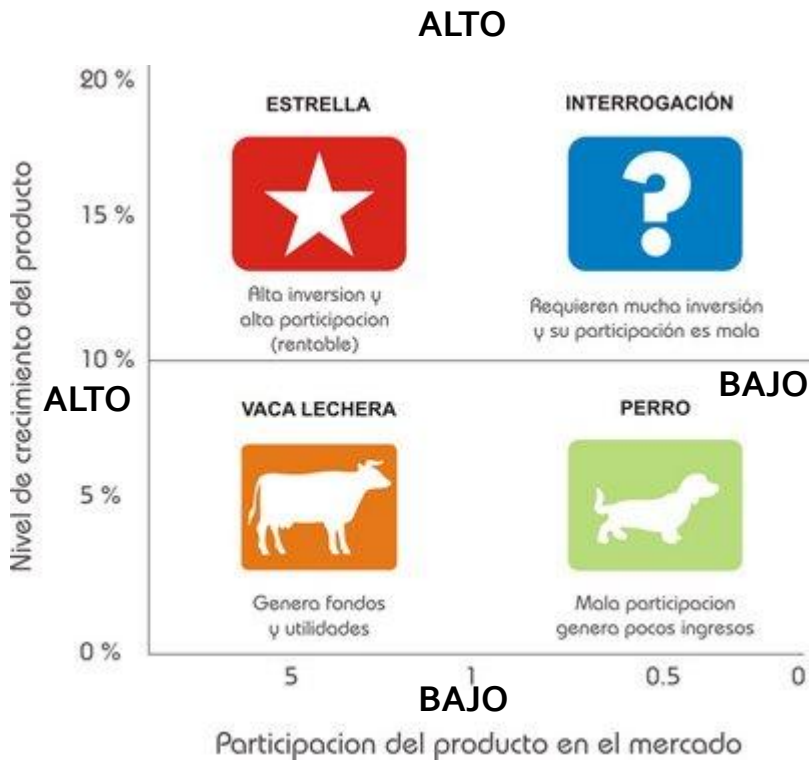 ALTO
20 %
ESTRELLA
INTERROGACIÓN
15 %
Alta inversion y
alta participacion
(rentable)
Requieren mucha inversión
y su participación es mala
10 %
ALTO
BAJO
VACA LECHERA
PERRO
5 %
Genera fondos
y utilidades
Mala participacion
genera pocos ingresos
0 %
5
1
0.5
0
BAJO
Participacion del producto en el mercado
Nivel de crecimiento del producto